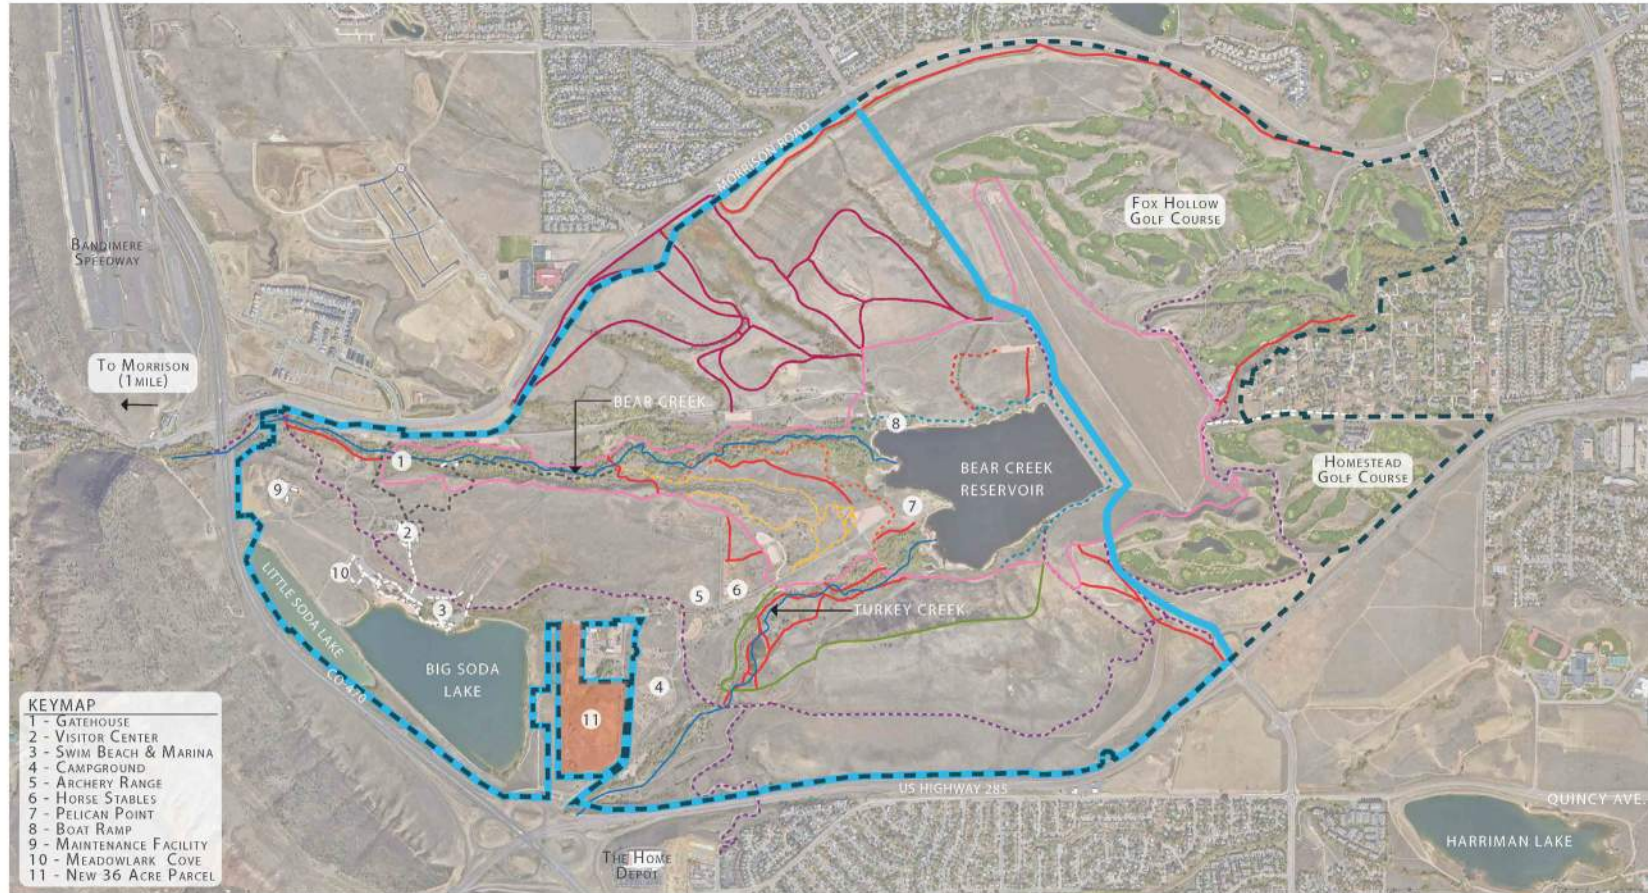 MORRISON ROAD
FOX HOLLOW
GOLF COURSE
BANDIMERE
SPEEDWAY
TO MORRISON
(1MILE)
BEAR CREEK
8
1
BEAR CREEK
RESERVOIR
HOMESTEAD
GOLF COURSE
9
7
2
10
LITTLE SODA LAKE
5
6
3
TURKEY CREEK
BIG SODA
LAKE
4
CO-470
11
KEYMAP
1 - GATEHOUSE
2 - VISITOR CENTER
3 - SWIM BEACH & MARINA
4 - CAMPGROUND
5 - ARCHERY RANGE
6 - HORSE STABLES
7 - PELICAN POINT
8 - BOAT RAMP
9 - MAINTENANCE FACILITY
10 - MEADOWLARK COVE
11 - NEW 36 ACRE PARCEL
US HIGHWAY 285
QUINCY AVE.
HARRIMAN LAKE
THE HOME
DEPOT